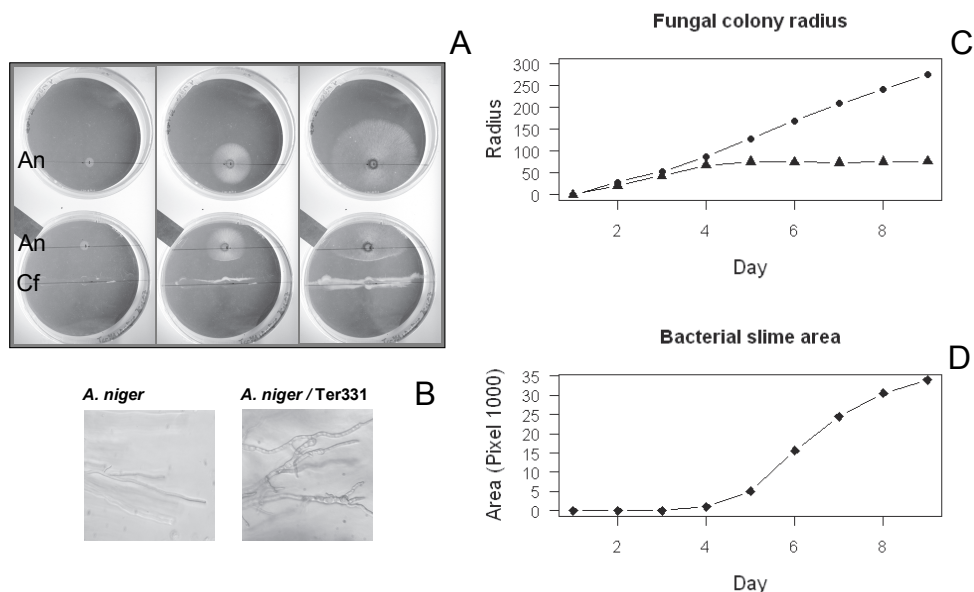 A
An
An
Cf
A. niger
A. niger / Ter331
B
Fungal colony radius
C
Radius
300
250
200
150
100
50
0
2 4 6 8
Day
Bacterial slime area
D
Area (Pixel 1000)
35
30
25
20
15
10
5
0
2 4 6 8
Day